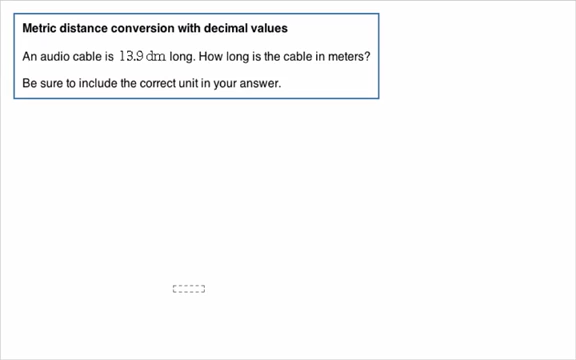 Metric distance conversion with decimal values
An audio cable is 13.9 dm long. How long is the cable in meters?
Be sure to include the correct unit in your answer.